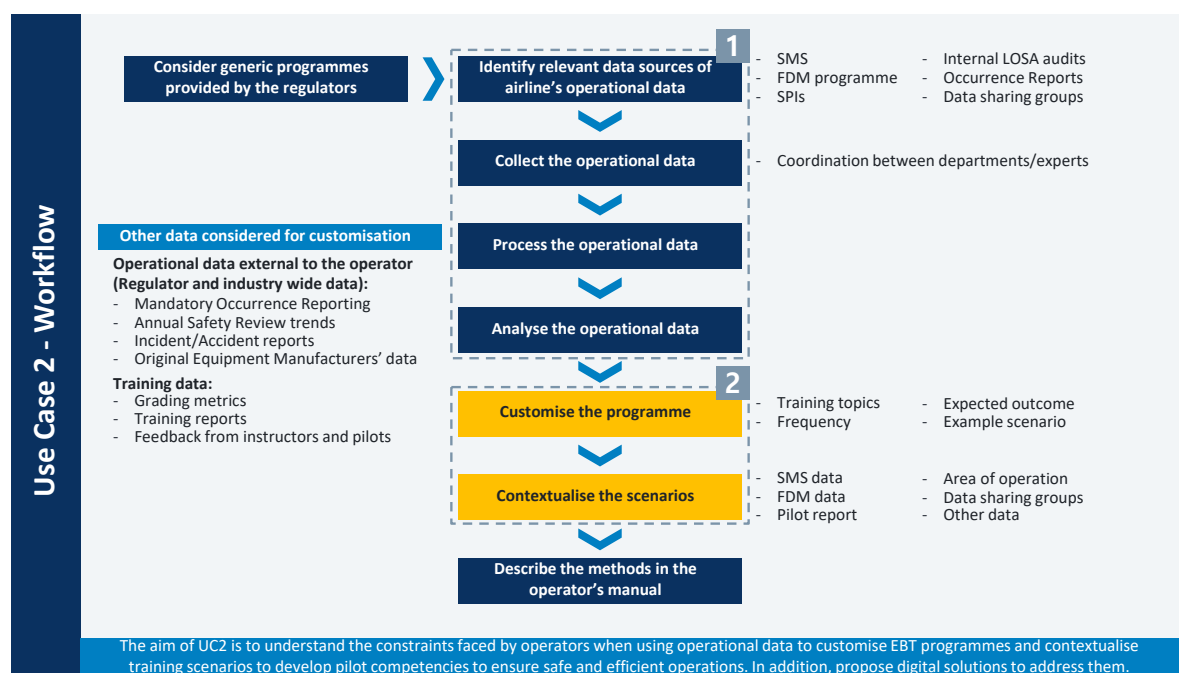 Use Case 2 - Workflow
Consider generic programmes
provided by the regulators
1
Identify relevant data sources of
airline's operational data
- SMS
- FDM programme
- SPIs
- Internal LOSA audits
- Occurrence Reports
- Data sharing groups
Collect the operational data
- Coordination between departments/experts
Process the operational data
Analyse the operational data
Other data considered for customisation
Operational data external to the operator
(Regulator and industry wide data):
- Mandatory Occurrence Reporting
- Annual Safety Review trends
- Incident/Accident reports
- Original Equipment Manufacturers' data
Training data:
- Grading metrics
- Training reports
- Feedback from instructors and pilots
2
Customise the programme
- Training topics
- Frequency
- Expected outcome
- Example scenario
Contextualise the scenarios
- SMS data
- FDM data
- Pilot report
- Area of operation
- Data sharing groups
- Other data
Describe the methods in the
operator's manual
The aim of UC2 is to understand the constraints faced by operators when using operational data to customise EBT programmes and contextualise
training scenarios to develop pilot competencies to ensure safe and efficient operations. In addition, propose digital solutions to address them.